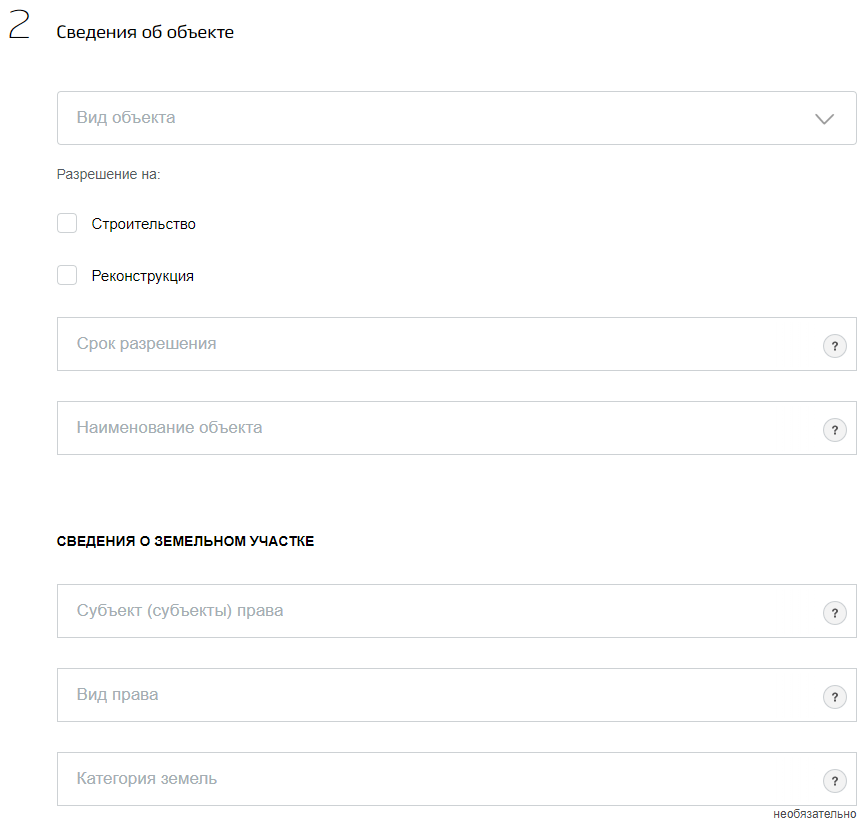 2 Сведения об объекте
Вид объекта
Разрешение на:
Строительство
Реконструкция
Срок разрешения ?
Наименование объекта ?
СВЕДЕНИЯ О ЗЕМЕЛЬНОМ УЧАСТКЕ
Субъект (субъекты) права ?
Вид права ?
Категория земель ?
необязательно